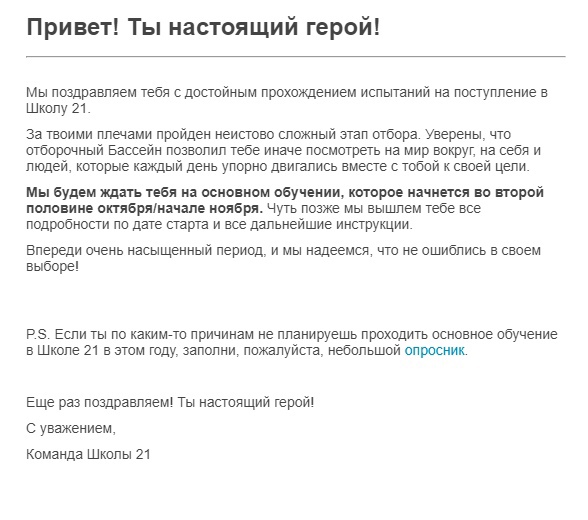 Привет! Ты настоящий герой!
Мы поздравляем тебя с достойным прохождением испытаний на поступление в
Школу 21.
За твоими плечами пройден неистово сложный этап отбора. Уверены, что
отборочный Бассейн позволил тебе иначе посмотреть на мир вокруг, на себя и
людей, которые каждый день упорно двигались вместе с тобой к своей цели.
Мы будем ждать тебя на основном обучении, которое начнется во второй
половине октября/начале ноября. Чуть позже мы вышлем тебе все
подробности по дате старта и все дальнейшие инструкции.
Впереди очень насыщенный период, и мы надеемся, что не ошиблись в своем
выборе!
P.S. Если ты по каким-то причинам не планируешь проходить основное обучение
в Школе 21 в этом году, заполни, пожалуйста, небольшой опросник.
Еще раз поздравляем! Ты настоящий герой!
С уважением,
Команда Школы 21